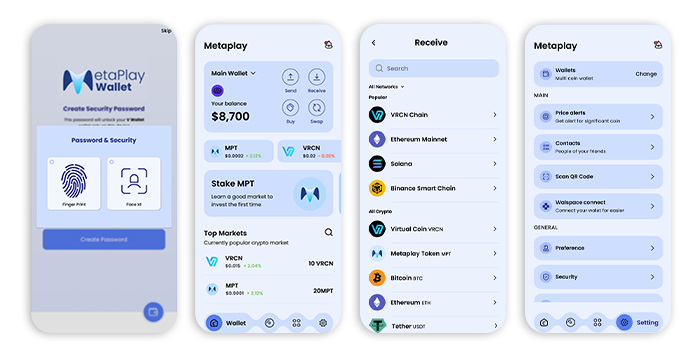 Skip
MetaPlay
Wallet
Create Security Password
This password will unlock your V Wallet
Password & Security
Finger Print
Face Id
Create Password
Metaplay
Main Wallet
Send
Receive
Your balance
$8,700
Buy
Swap
MPT
$0.0002 + 2.12%
VRCN
$0.02 - 0.02%
Stake MPT
Learn a good market to
invest the first time
Top Markets
Currently popular crypto market
VRCN
$0.015 + 2.04%
10 VRCN
MPT
$0.0001 + 2.12%
20MPT
Wallet
Receive
Search
All Networks
Popular
VRCN Chain
Ethereum Mainnet
Solana
Binance Smart Chain
All Crypto
Virtual Coin VRCN
Metaplay Taken MPT
Bitcoin BTC
Ethereum ETH
Tether USDT
Metaplay
Wallets
Multi coin wallet
Change
MAIN
Price alerts
Get alert for significant coin
Contacts
People of your friends
Scan QR Code
Walspace connect
Connect your wallet for easier
GENERAL
Preference
Security
Setting